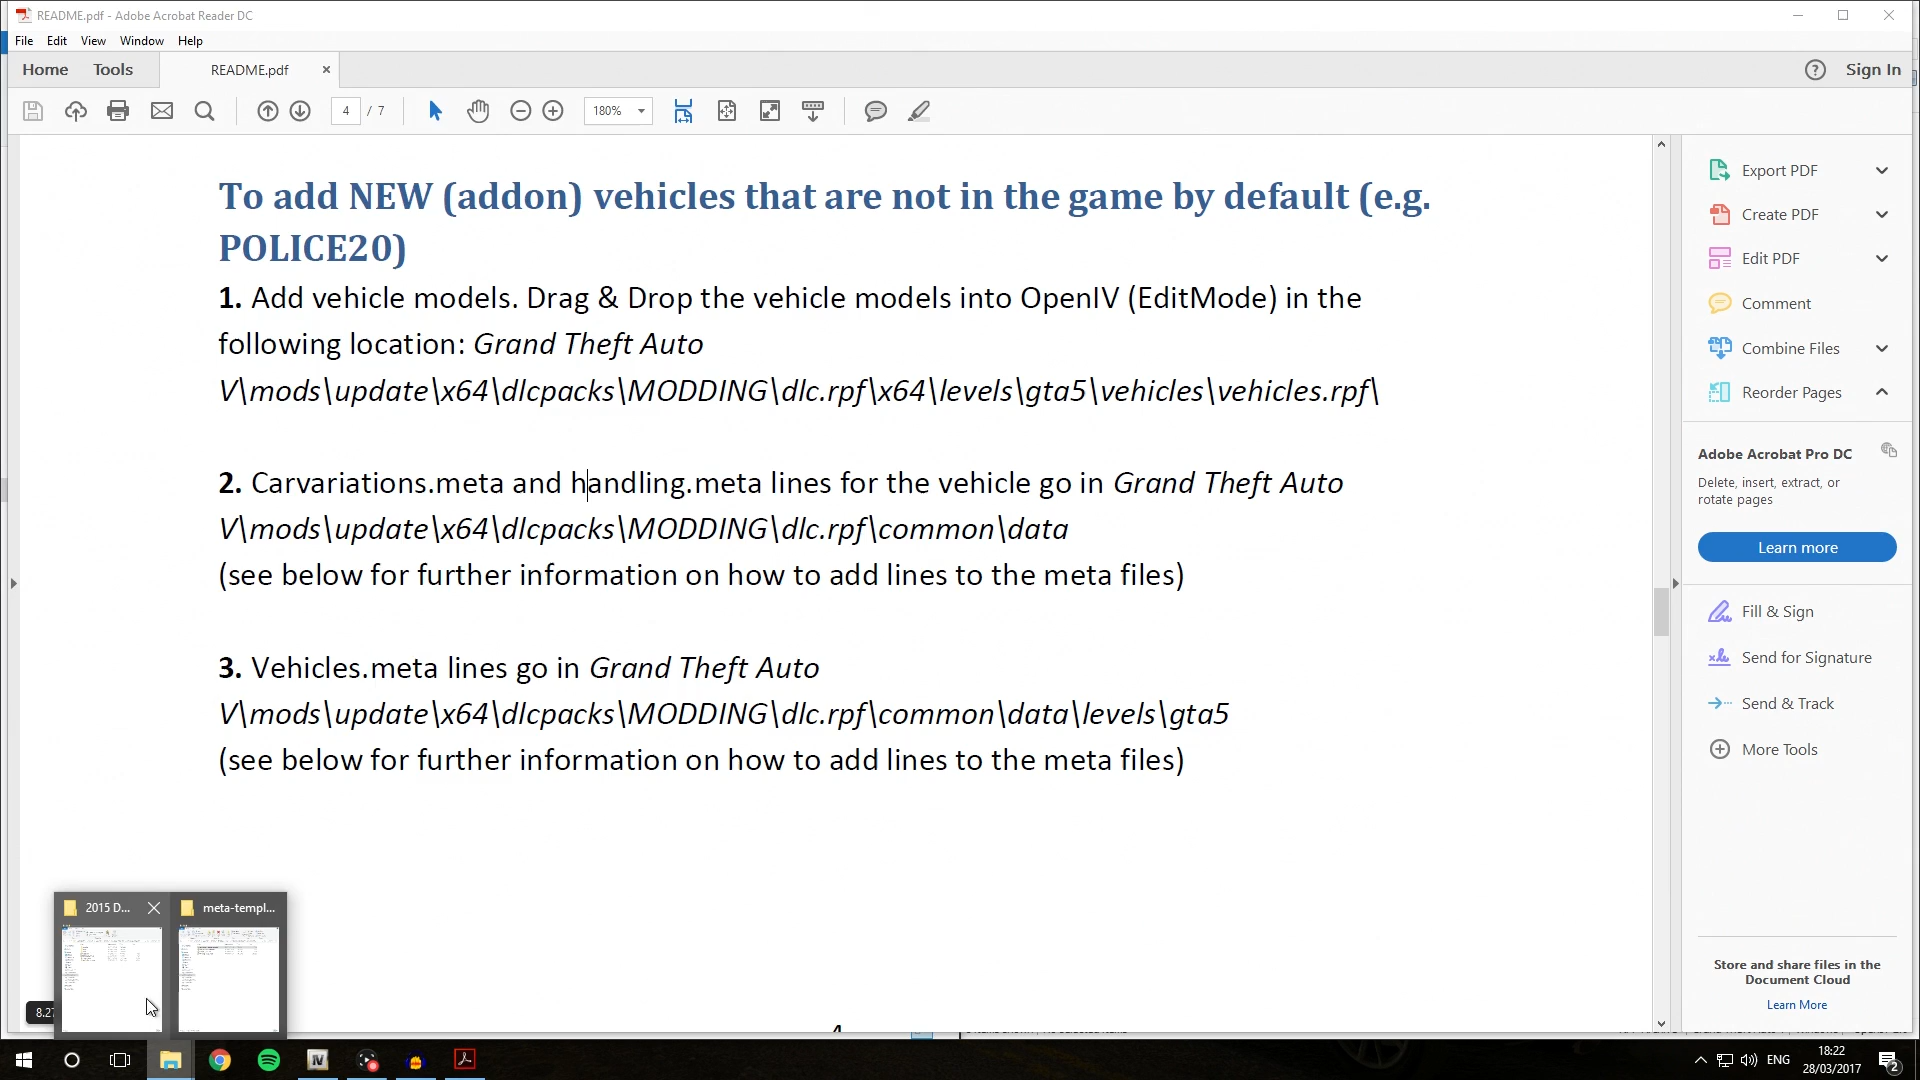 README.pdf - Adobe Acrobat Reader DC
File Edit View Window Help
Home Tools README.pdf Sign In
4 / 7 180%
To add NEW (addon) vehicles that are not in the game by default (e.g.
POLICE20)
1. Add vehicle models. Drag & Drop the vehicle models into OpenIV (EditMode) in the
following location: Grand Theft Auto
V\mods\update\x64\dlcpacks\MODDING\dlc.rpf\x64\levels\gta5\vehicles\vehicles.rpf\
2. Carvariations.meta and handling.meta lines for the vehicle go in Grand Theft Auto
V\mods\update\x64\dlcpacks\MODDING\dlc.rpf\common\data
(see below for further information on how to add lines to the meta files)
3. Vehicles.meta lines go in Grand Theft Auto
V\mods\update\x64\dlcpacks\MODDING\dlc.rpf\common\data\levels\gta5
(see below for further information on how to add lines to the meta files)
Export PDF
Create PDF
Edit PDF
Comment
Combine Files
Reorder Pages
Adobe Acrobat Pro DC
Delete, insert, extract, or
rotate pages
Learn more
Fill & Sign
Send for Signature
Send & Track
More Tools
Store and share files in the
Document Cloud
Learn More
2015 D... meta-templ...
8.27
ENG
18:22
28/03/2017
2